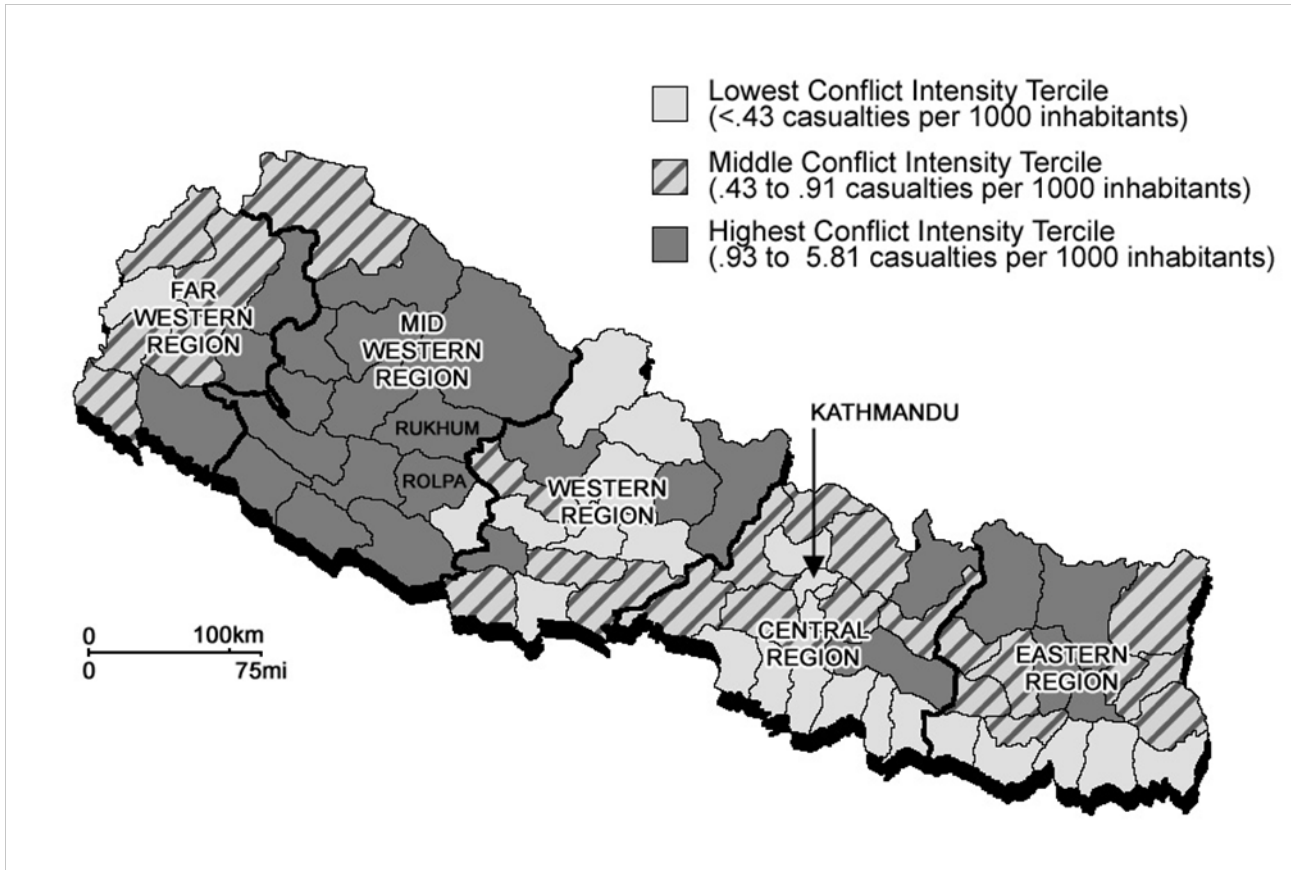 Lowest Conflict Intensity Tercile
(<.43 casualties per 1000 inhabitants)
Middle Conflict Intensity Tercile
(.43 to .91 casualties per 1000 inhabitants)
Highest Conflict Intensity Tercile
(.93 to 5.81 casualties per 1000 inhabitants)
FAR
WESTERN
REGION
MID
WESTERN
REGION
RUKHUM
ROLPA
WESTERN
REGION
KATHMANDU
CENTRAL
REGION
EASTERN
REGION
0 100km
0 75mi